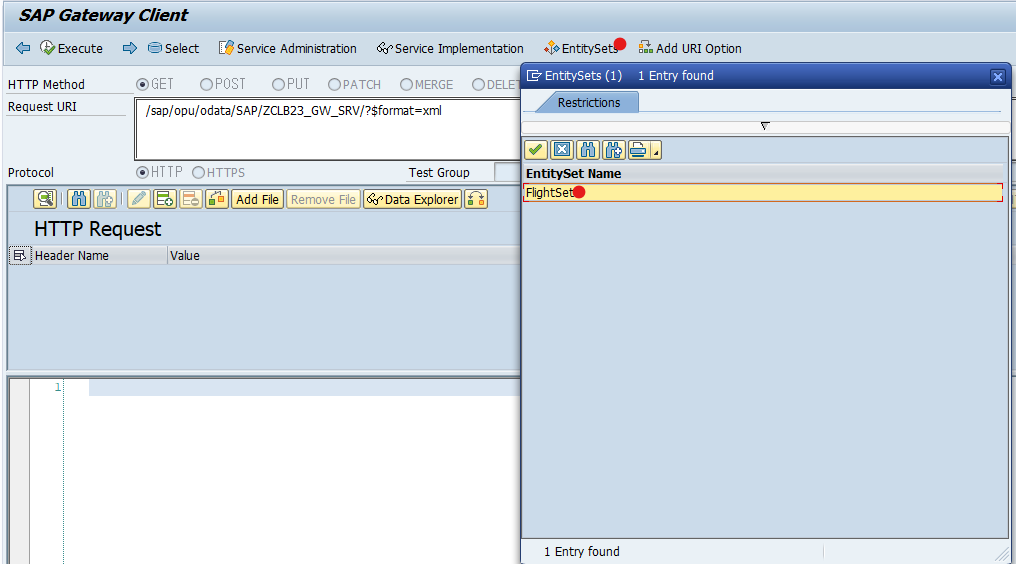 SAP Gateway Client
Execute Select Service Administration Service Implementation EntitySets Add URI Option
HTTP Method GET POST PUT PATCH MERGE DELET
Request URI /sap/opu/odata/SAP/ZCLB23_GW_SRV/?$format=xml
Protocol HTTP HTTPS Test Group
Add File Remove File Data Explorer
HTTP Request
Header Name Value
1
EntitySets (1) 1 Entry found
Restrictions
EntitySet Name
FlightSet
1 Entry found